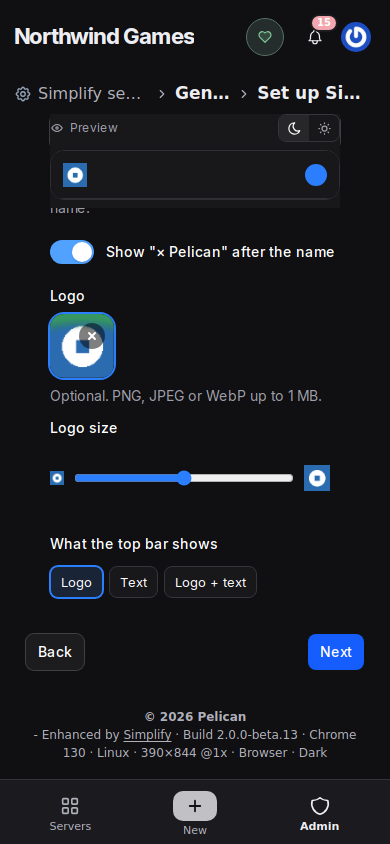 Northwind Games
15
Simplify se... › Gen... › Set up Si...
Preview
name.
Show "× Pelican" after the name
Logo
Optional. PNG, JPEG or WebP up to 1 MB.
Logo size
What the top bar shows
Logo Text Logo + text
Back Next
© 2026 Pelican
- Enhanced by Simplify · Build 2.0.0-beta.13 · Chrome
130 · Linux · 390×844 @1x · Browser · Dark
Servers New Admin